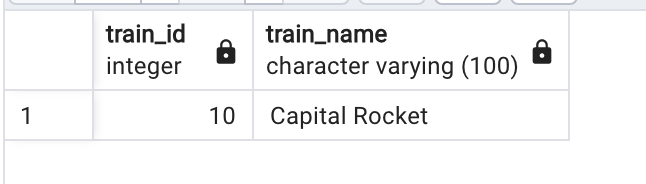 train_id train_name
integer character varying (100)
1 10 Capital Rocket